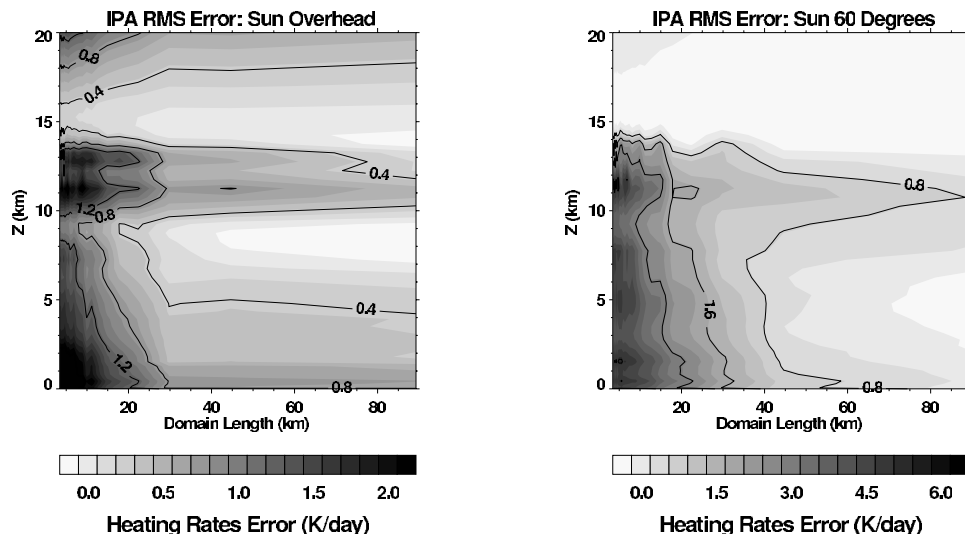 IPA RMS Error: Sun Overhead
20
15
10
5
0
Z (km)
0.8
0.4
0.4
1.2
0.8
0.4
1.2
0.8
20 40 60 80
Domain Length (km)
0.0 0.5 1.0 1.5 2.0
Heating Rates Error (K/day)
IPA RMS Error: Sun 60 Degrees
20
15
10
5
0
Z (km)
0.8
1.6
0.8
20 40 60 80
Domain Length (km)
0.0 1.5 3.0 4.5 6.0
Heating Rates Error (K/day)